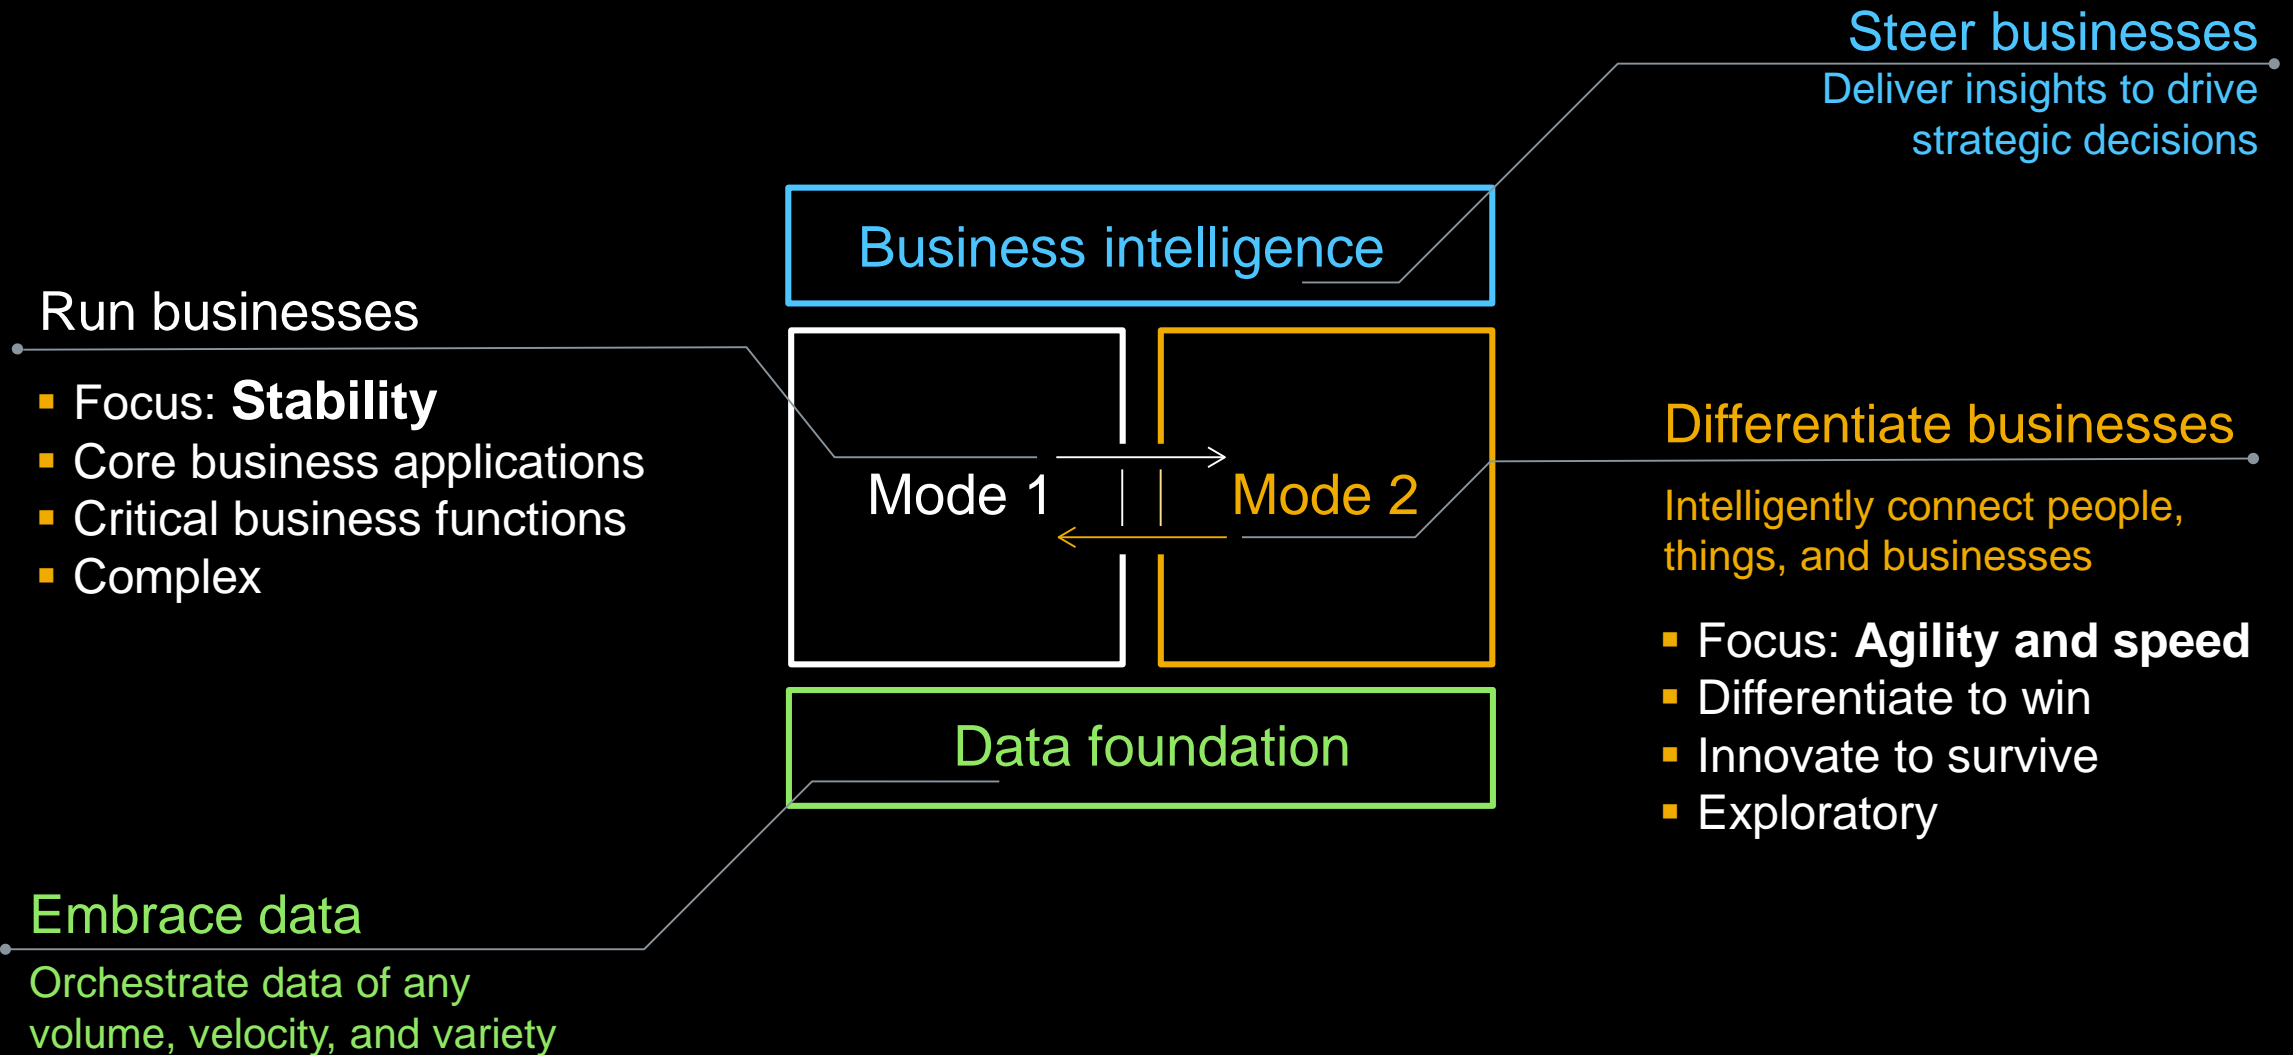 Steer businesses
Deliver insights to drive
strategic decisions
Business intelligence
Run businesses
Focus: Stability
Core business applications
Critical business functions
Complex
Mode 1
Mode 2
Differentiate businesses
Intelligently connect people,
things, and businesses
Focus: Agility and speed
Differentiate to win
Innovate to survive
Exploratory
Data foundation
Embrace data
Orchestrate data of any
volume, velocity, and variety